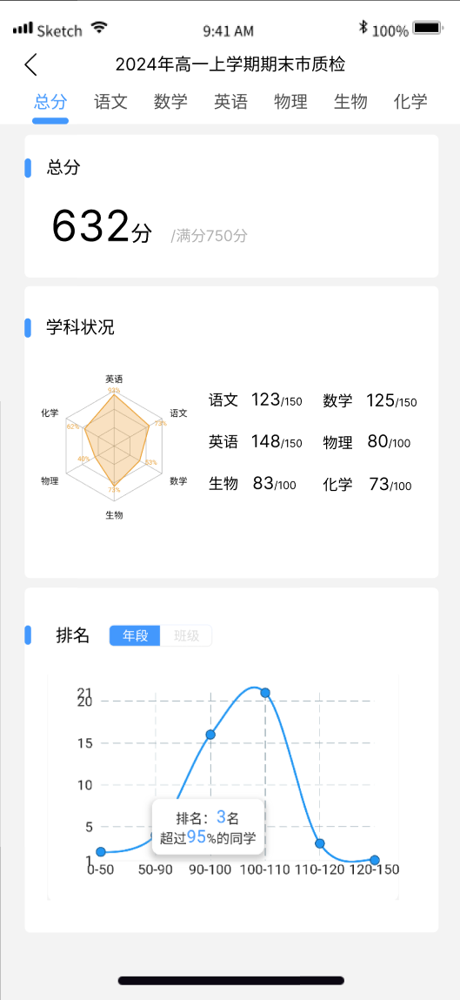 Sketch 9:41 AM 100%
2024年高一上学期期末市质检
总分 语文 数学 英语 物理 生物 化学
总分
632分 /满分750分
学科状况
英语
93%
化学 语文
62% 73%
40% 53%
物理 数学
73%
生物
语文 123/150 数学 125/150
英语 148/150 物理 80/100
生物 83/100 化学 73/100
排名 年段 班级
21
20
15
10
5
1
排名：3名
超过95%的同学
0-50 50-90 90-100 100-110 110-120 120-150